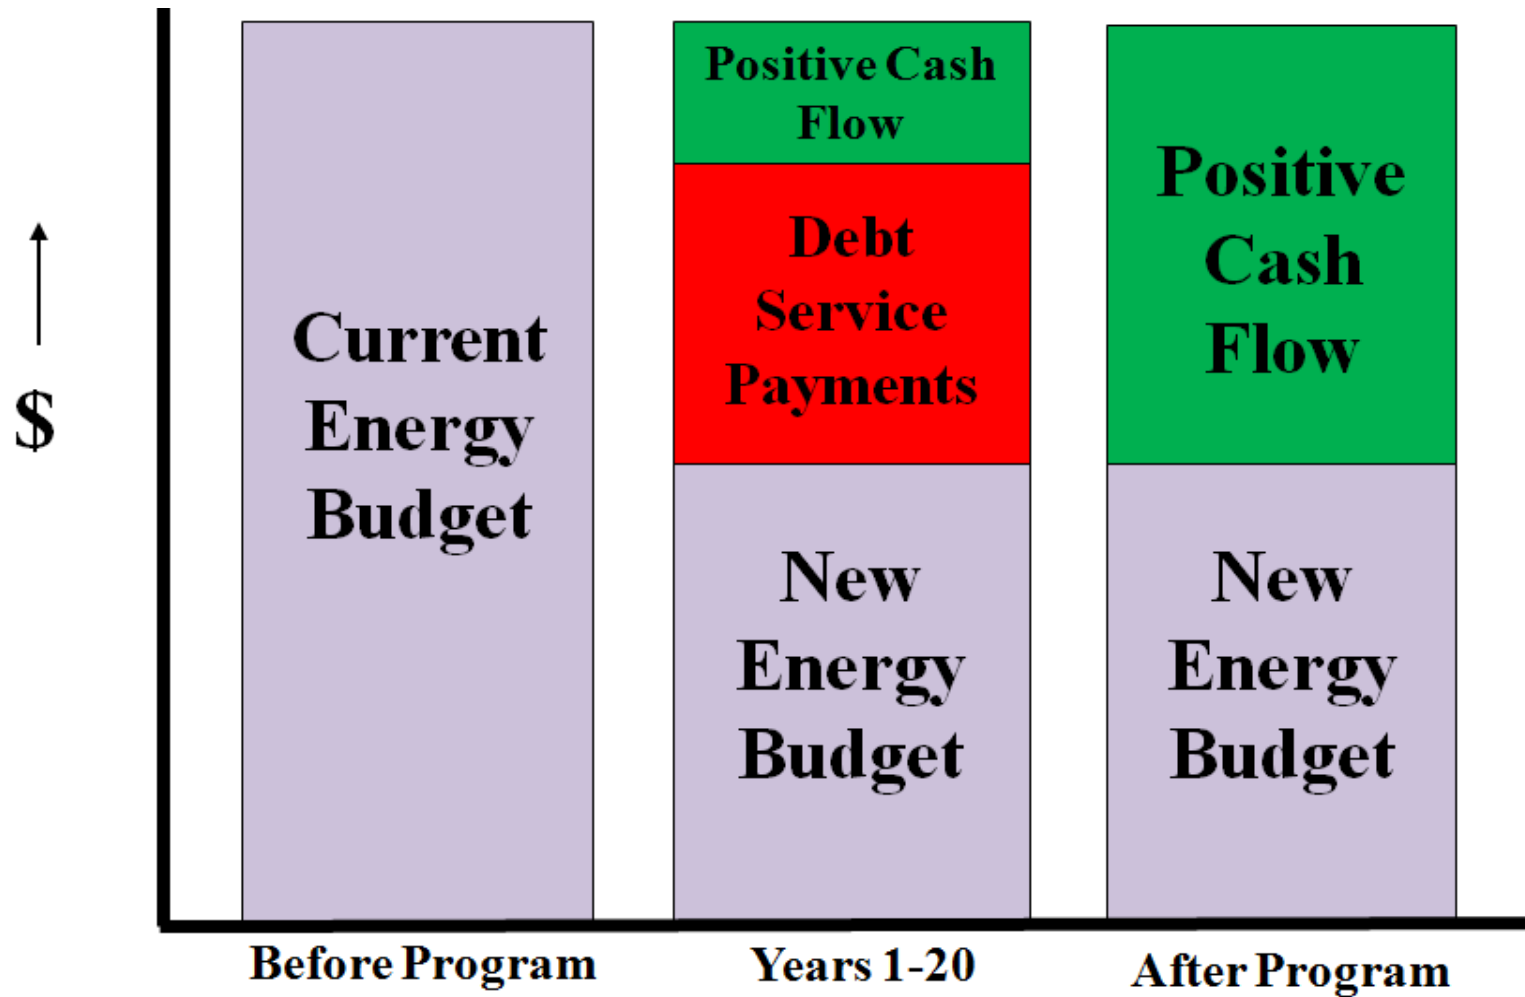 $
Current
Energy
Budget
Positive Cash
Flow
Debt
Service
Payments
New
Energy
Budget
Positive
Cash
Flow
New
Energy
Budget
Before Program
Years 1-20
After Program